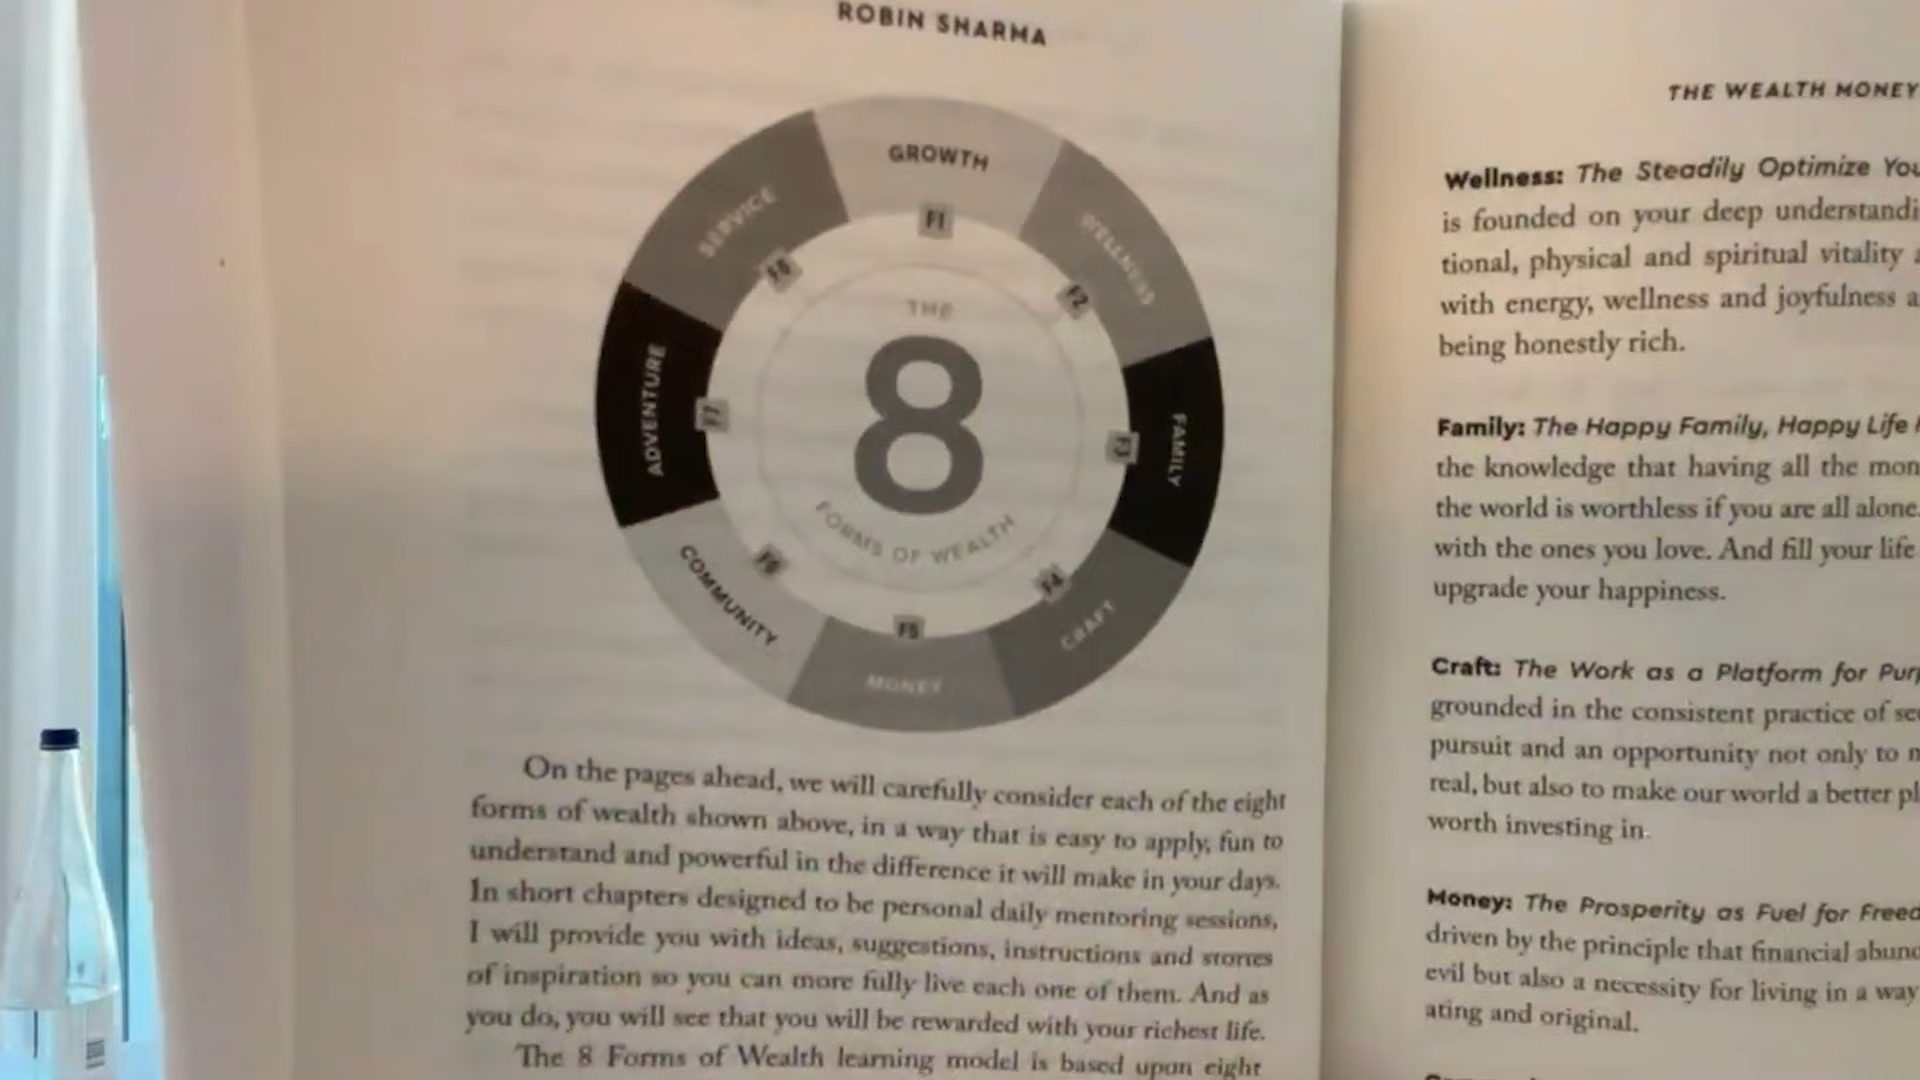 ROBIN SHARMA
GROWTH
F1
WELLNESS
F2
FAMILY
F3
CRAFT
F4
MONEY
F5
COMMUNITY
F6
ADVENTURE
F7
SERVICE
F8
THE
8
FORMS OF WEALTH
On the pages ahead, we will carefully consider each of the eight
forms of wealth shown above, in a way that is easy to apply, fun to
understand and powerful in the difference it will make in your days.
In short chapters designed to be personal daily mentoring sessions,
I will provide you with ideas, suggestions, instructions and stories
of inspiration so you can more fully live each one of them. And as
you do, you will see that you will be rewarded with your richest life.
The 8 Forms of Wealth learning model is based upon eight
THE WEALTH MONEY
Wellness: The Steadily Optimize
is founded on your deep
tional, physical and spiritual vitality
with energy, wellness and joyfulness
being honestly rich.
Family: The Happy Family, Happy Life
the knowledge that having all the
the world is worthless if you are all alone.
with the ones you love. And fill your life
upgrade your happiness.
Craft: The Work as a Platform for
grounded in the consistent practice of
pursuit and an opportunity not only to
real, but also to make our world a better
worth investing in.
Money: The Prosperity as Fuel for
driven by the principle that financial
evil but also a necessity for living in a way
ating and original.